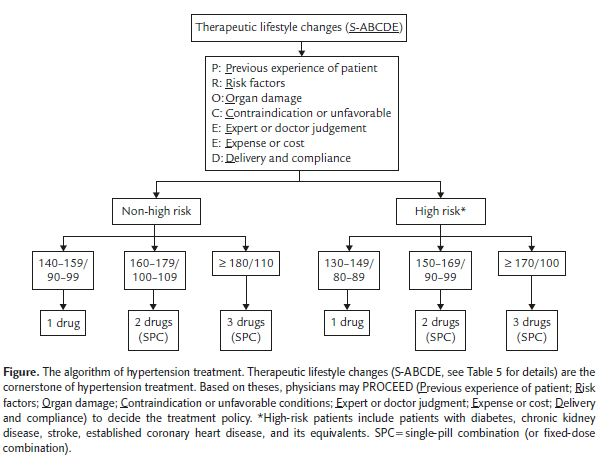 Therapeutic lifestyle changes (S-ABCDE)
P: Previous experience of patient
R: Risk factors
O: Organ damage
C: Contraindication or unfavorable
E: Expert or doctor judgement
E: Expense or cost
D: Delivery and compliance
Non-high risk
High risk*
140–159/
90–99
160–179/
100–109
≥ 180/110
130–149/
80–89
150–169/
90–99
≥ 170/100
1 drug
2 drugs
(SPC)
3 drugs
(SPC)
1 drug
2 drugs
(SPC)
3 drugs
(SPC)
Figure. The algorithm of hypertension treatment. Therapeutic lifestyle changes (S-ABCDE, see Table 5 for details) are the
cornerstone of hypertension treatment. Based on theses, physicians may PROCEED (Previous experience of patient; Risk
factors; Organ damage; Contraindication or unfavorable conditions; Expert or doctor judgment; Expense or cost; Delivery
and compliance) to decide the treatment policy. *High-risk patients include patients with diabetes, chronic kidney
disease, stroke, established coronary heart disease, and its equivalents. SPC = single-pill combination (or fixed-dose
combination).